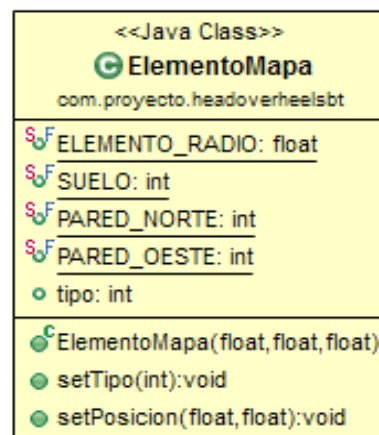 <<Java Class>>
ElementoMapa
com.proyecto.headoverheelsbt
ELEMENTO_RADIO: float
SUELO: int
PARED_NORTE: int
PARED_OESTE: int
tipo: int
ElementoMapa(float,float,float)
setTipo(int):void
setPosicion(float,float):void